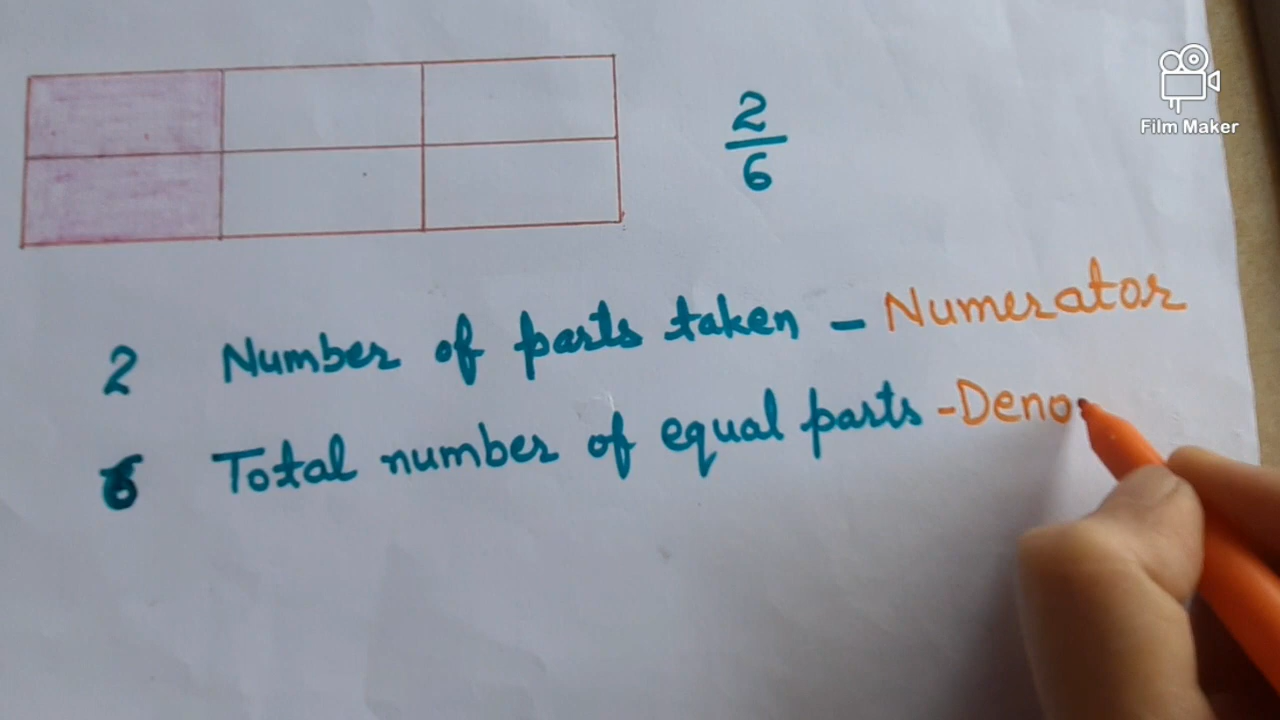 2
6
Film Maker
2 Number of parts taken - Numerator
6 Total number of equal parts - Deno